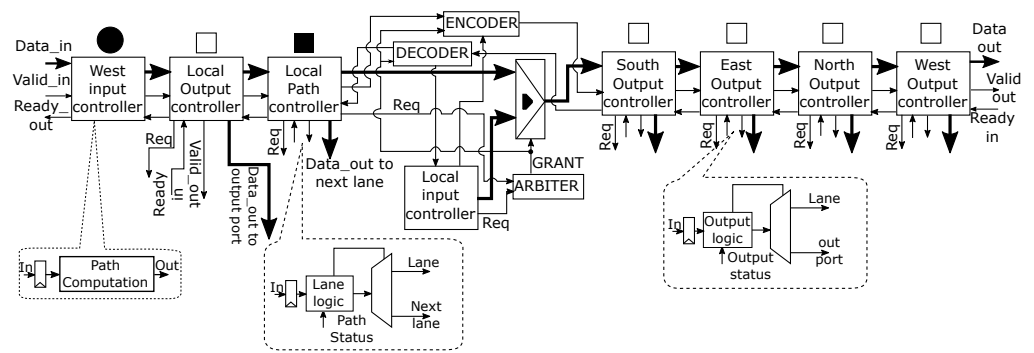 Data_in
Valid_in
Ready_
out
West
input
controller
Local
Output
controller
Local
Path
controller
ENCODER
DECODER
South
Output
controller
East
Output
controller
North
Output
controller
West
Output
controller
Data
out
Valid
out
Ready
in
Req
Ready
in
Valid_out
Data_out to
output port
Req
Data_out to
next lane
Req
Local
input
controller
Req
GRANT
ARBITER
Req
Req
Req
Req
In
Path
Computation
Out
In
Lane
logic
Path
Status
Lane
Next
lane
In
Output
logic
Output
status
Lane
out
port